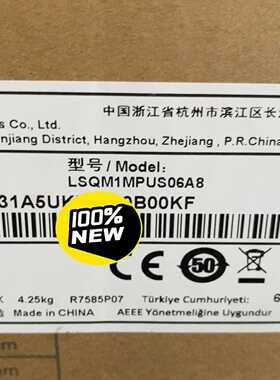 中国浙江省杭州市滨江区长
s Co., Ltd.
njiang District, Hangzhou, Zhejiang , P.R.China
型号/ Model:
LSQM1MPUS06A8
31A5UK
0B00KF
100%
NEW
50
4.25kg R7585P07 Türkiye Cumhuriyeti:
Made in CHINA AEEE Yönetmeliğine Uygundur
m